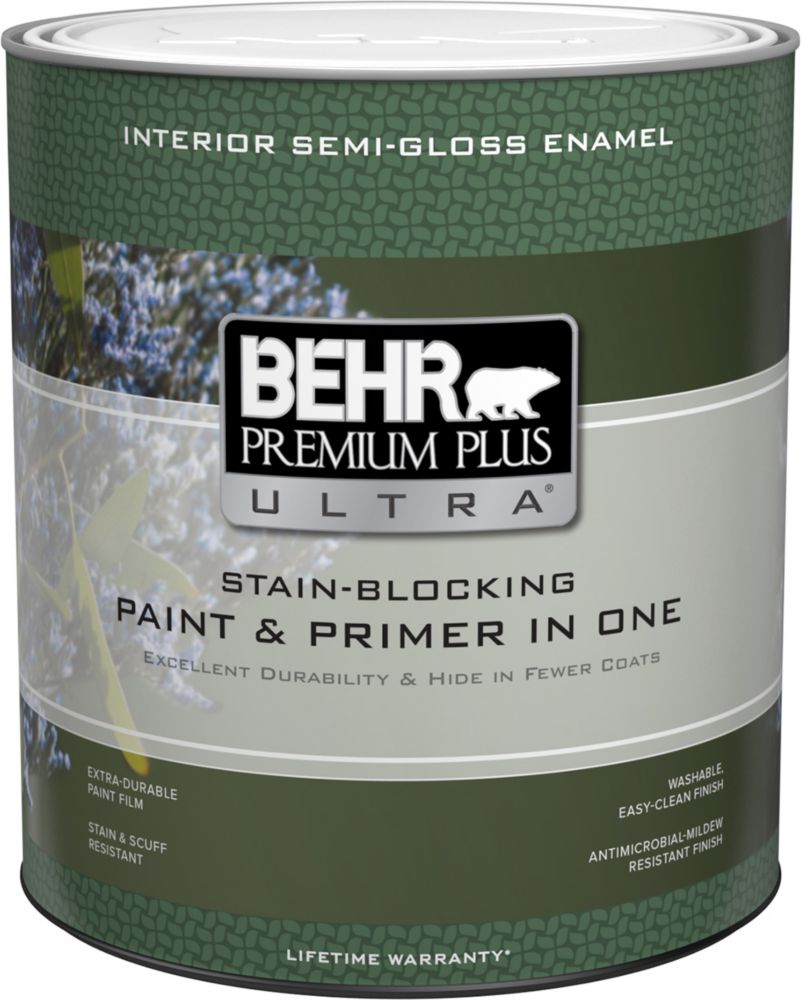 INTERIOR SEMI-GLOSS ENAMEL
BEHR
PREMIUM PLUS
ULTRA®
STAIN-BLOCKING
PAINT & PRIMER IN ONE
EXCELLENT DURABILITY & HIDE IN FEWER COATS
EXTRA-DURABLE
PAINT FILM
STAIN & SCUFF
RESISTANT
WASHABLE,
EASY-CLEAN FINISH
ANTIMICROBIAL-MILDEW
RESISTANT FINISH
LIFETIME WARRANTY*